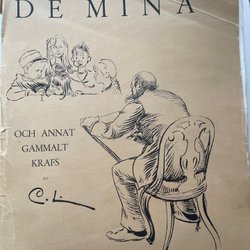 DE MINA
OCH ANNAT
GAMMALT
KRAFS
AV
C.L.